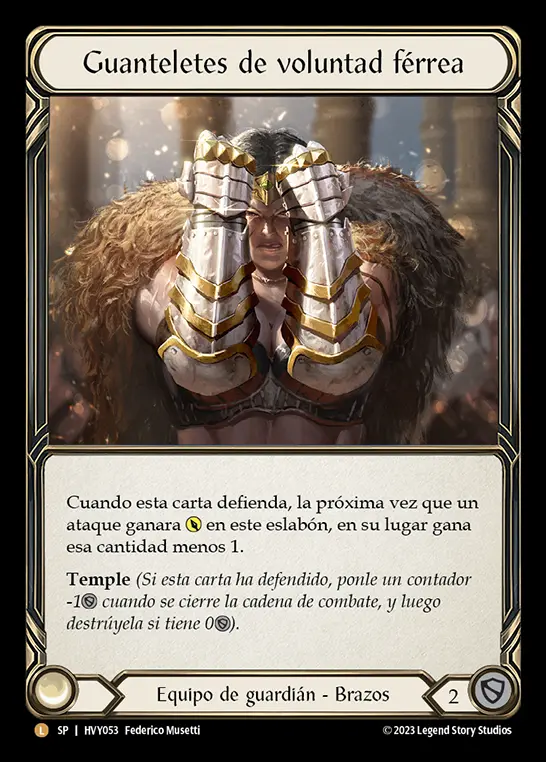 Guanteletes de voluntad férrea
Cuando esta carta defienda, la próxima vez que un
ataque ganara en este eslabón, en su lugar gana
esa cantidad menos 1.
Temple (Si esta carta ha defendido, ponle un contador
-1 cuando se cierre la cadena de combate, y luego
destrúyela si tiene 0).
Equipo de guardián - Brazos
2
L SP | HVY053 Federico Musetti
© 2023 Legend Story Studios